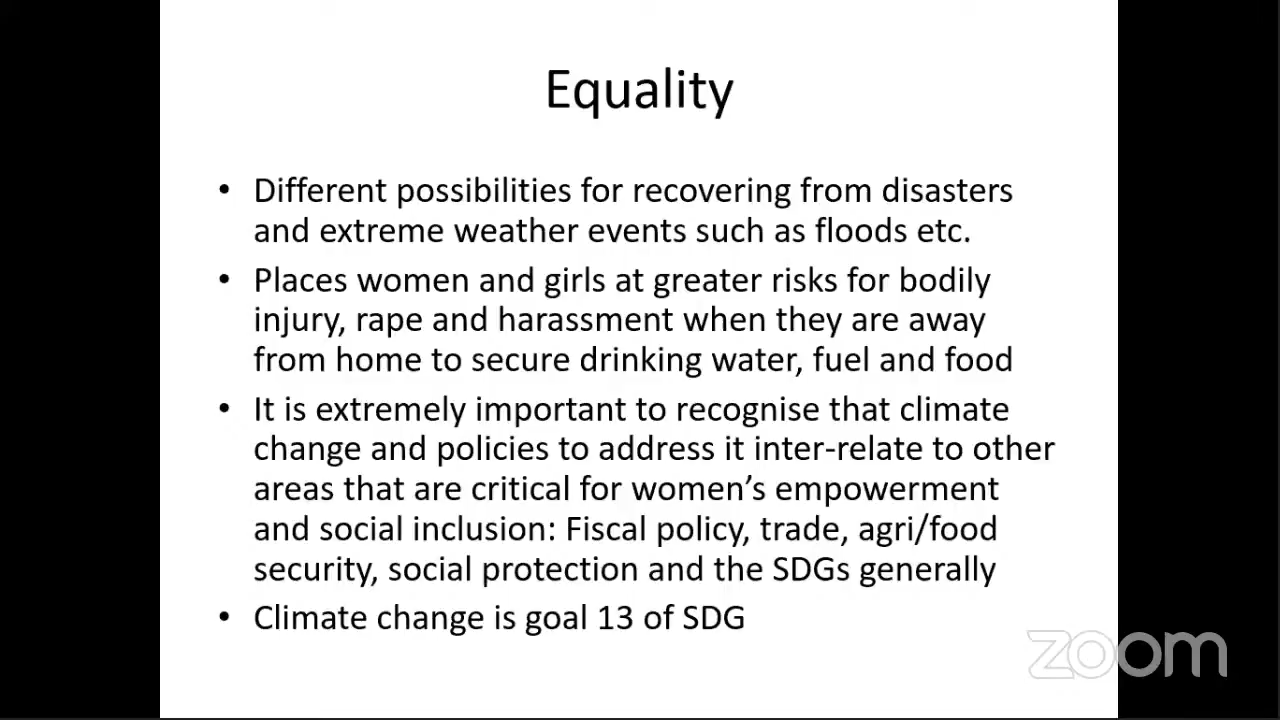 Equality
• Different possibilities for recovering from disasters
and extreme weather events such as floods etc.
• Places women and girls at greater risks for bodily
injury, rape and harassment when they are away
from home to secure drinking water, fuel and food
• It is extremely important to recognise that climate
change and policies to address it inter-relate to other
areas that are critical for women’s empowerment
and social inclusion: Fiscal policy, trade, agri/food
security, social protection and the SDGs generally
• Climate change is goal 13 of SDG
zoom